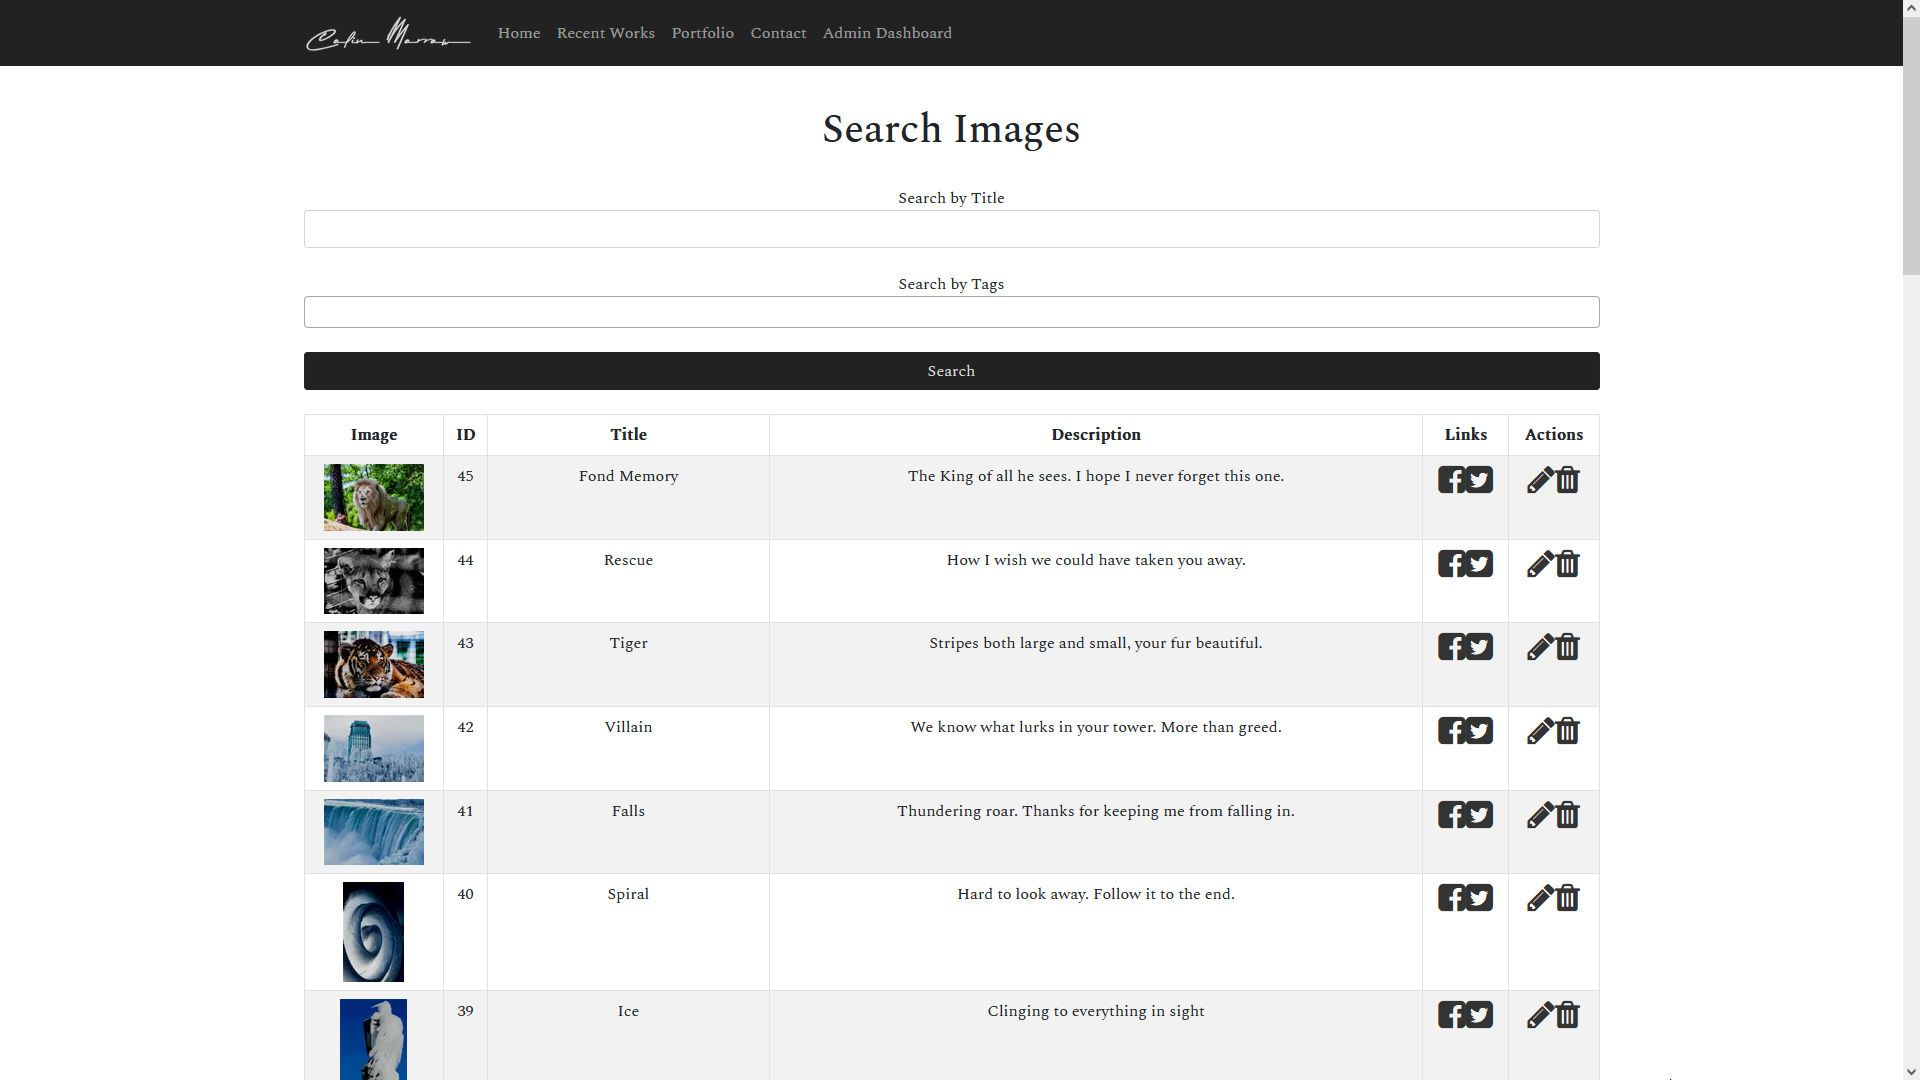 Colin Morrow
Home Recent Works Portfolio Contact Admin Dashboard
Search Images
Search by Title
Search by Tags
Search
Image ID Title Description Links Actions
45 Fond Memory The King of all he sees. I hope I never forget this one.
44 Rescue How I wish we could have taken you away.
43 Tiger Stripes both large and small, your fur beautiful.
42 Villain We know what lurks in your tower. More than greed.
41 Falls Thundering roar. Thanks for keeping me from falling in.
40 Spiral Hard to look away. Follow it to the end.
39 Ice Clinging to everything in sight